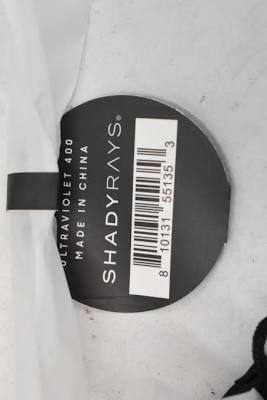 ULTRAVIOLET 400
MADE IN CHINA
SHADYRAYS®
8 10131 55135 3